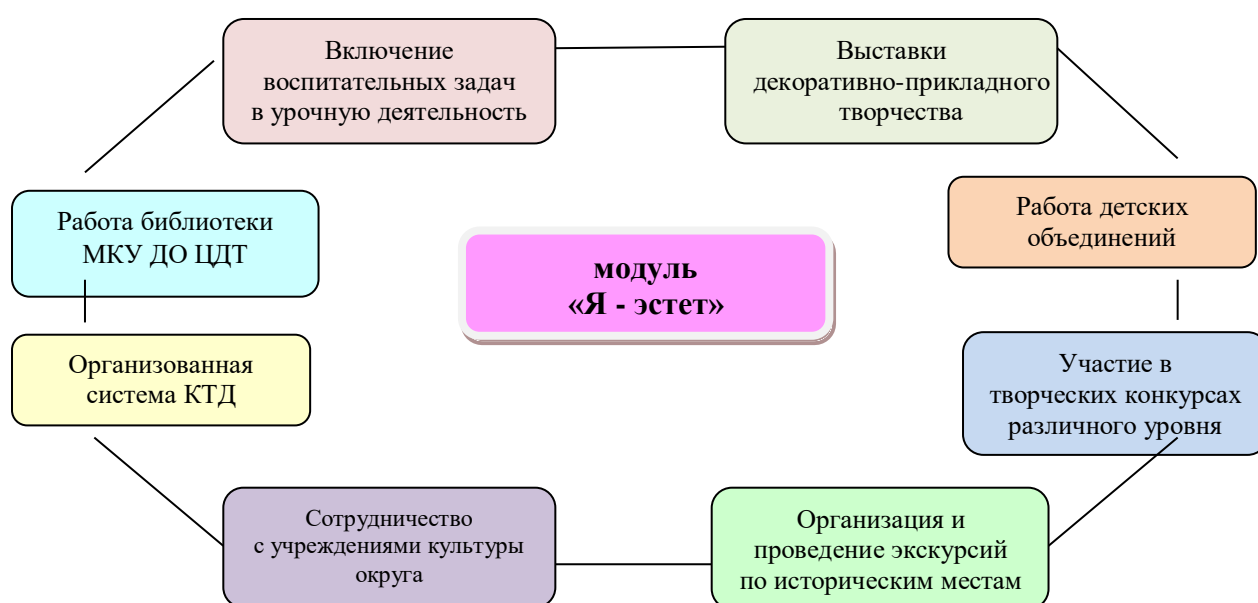 Включение
воспитательных задач
в урочную деятельность
Выставки
декоративно-прикладного
творчества
Работа библиотеки
МКУ ДО ЦДТ
Работа детских
объединений
модуль
«Я - эстет»
Организованная
система КТД
Участие в
творческих конкурсах
различного уровня
Сотрудничество
с учреждениями культуры
округа
Организация и
проведение экскурсий
по историческим местам